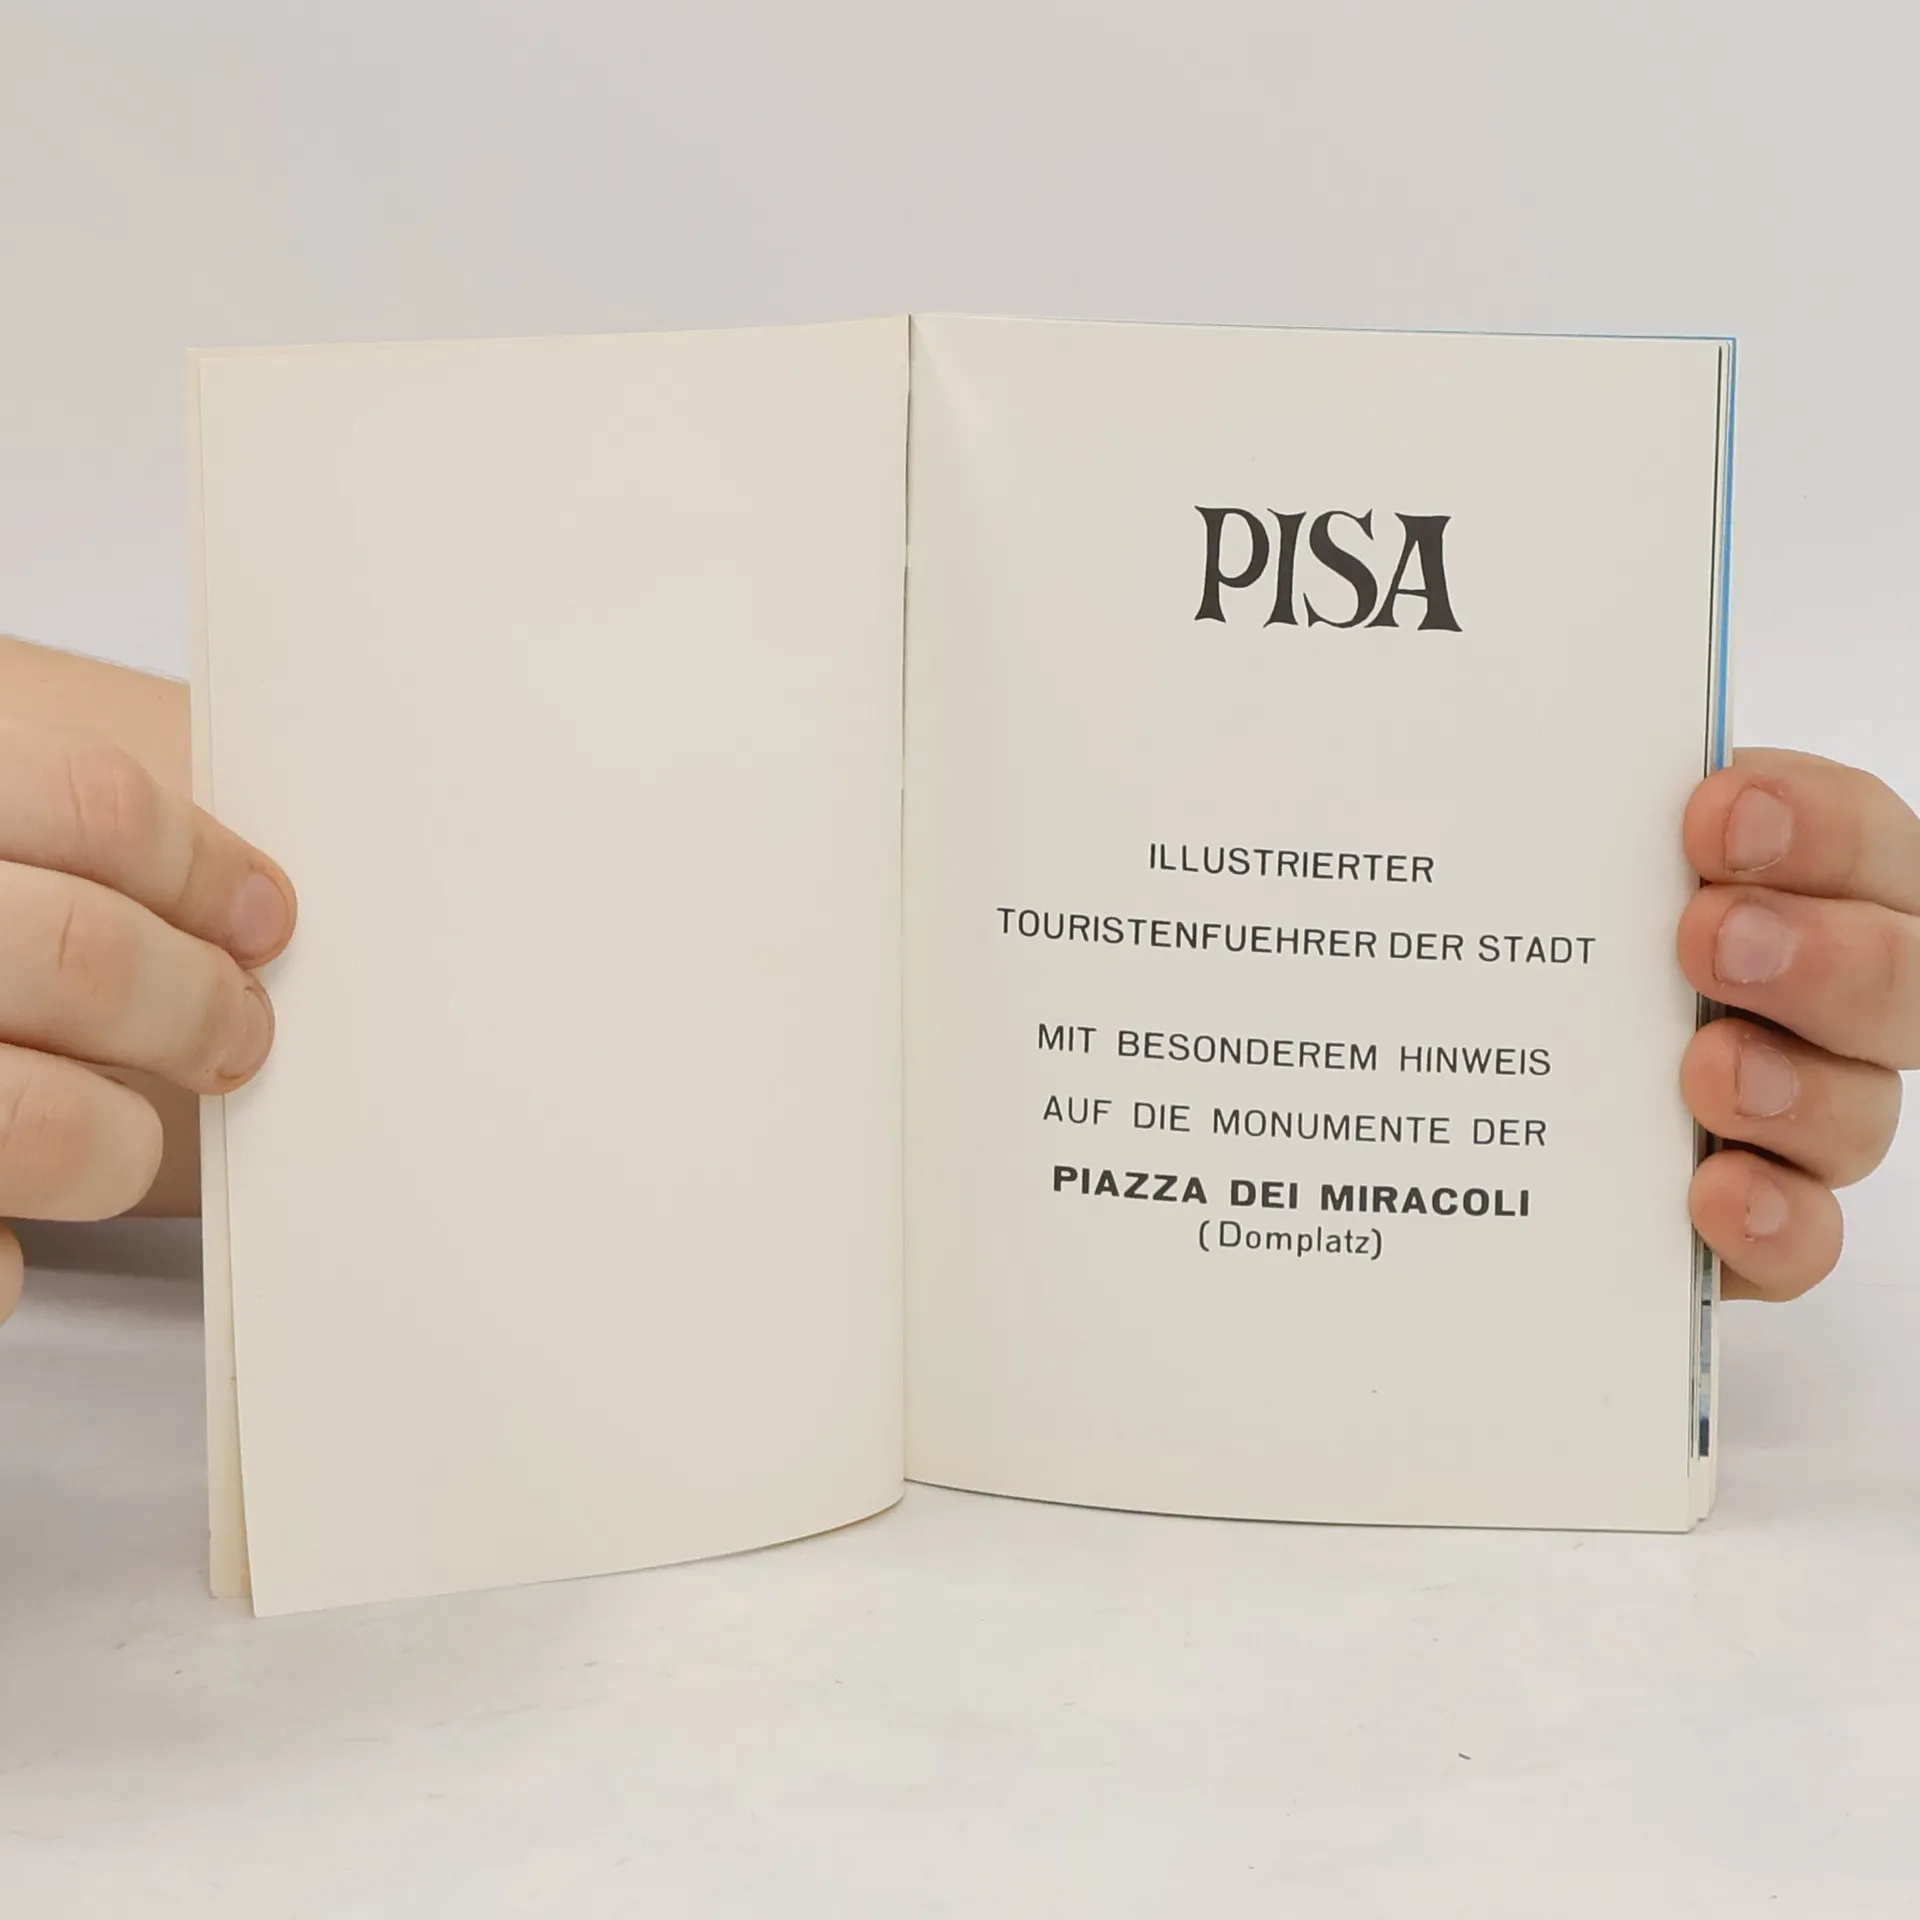 PISA
ILLUSTRIERTER
TOURISTENFUEHRER DER STADT
MIT BESONDEREM HINWEIS
AUF DIE MONUMENTE DER
PIAZZA DEI MIRACOLI
(Domplatz)